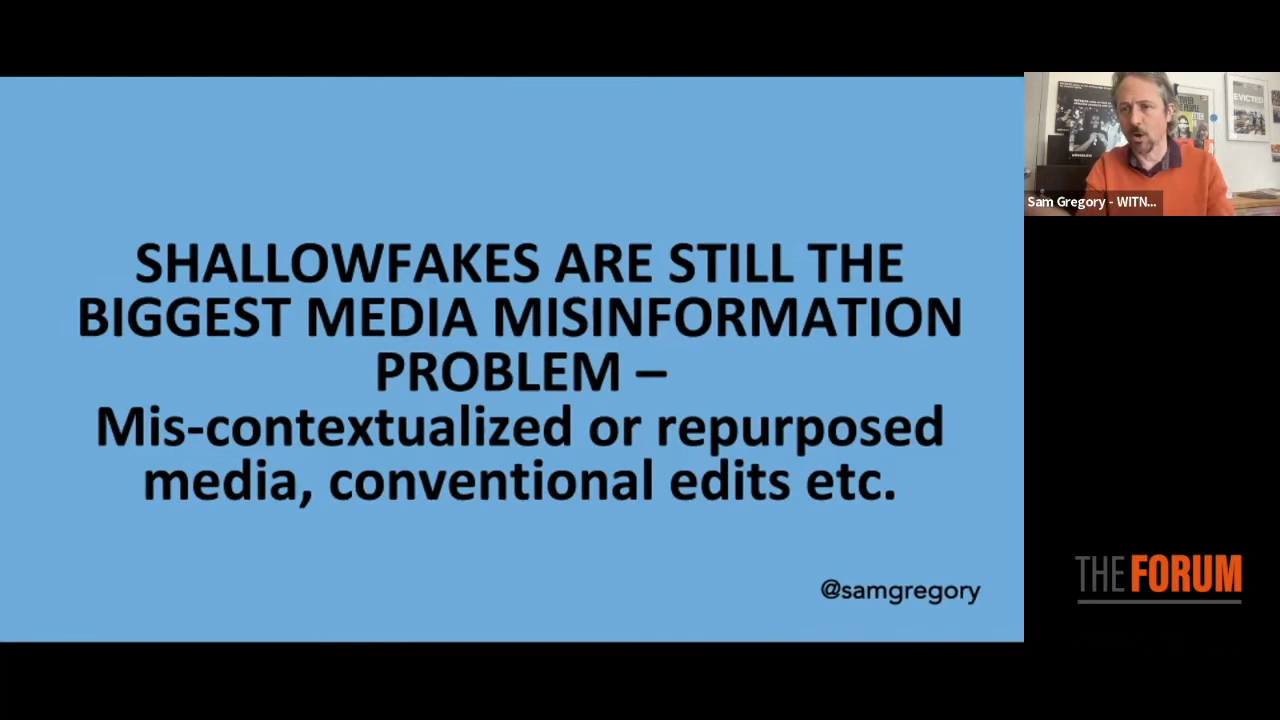 SHALLOWFAKES ARE STILL THE
BIGGEST MEDIA MISINFORMATION
PROBLEM –
Mis-contextualized or repurposed
media, conventional edits etc.
@samgregory
EVICTED
Sam Gregory - WITN...
THE FORUM